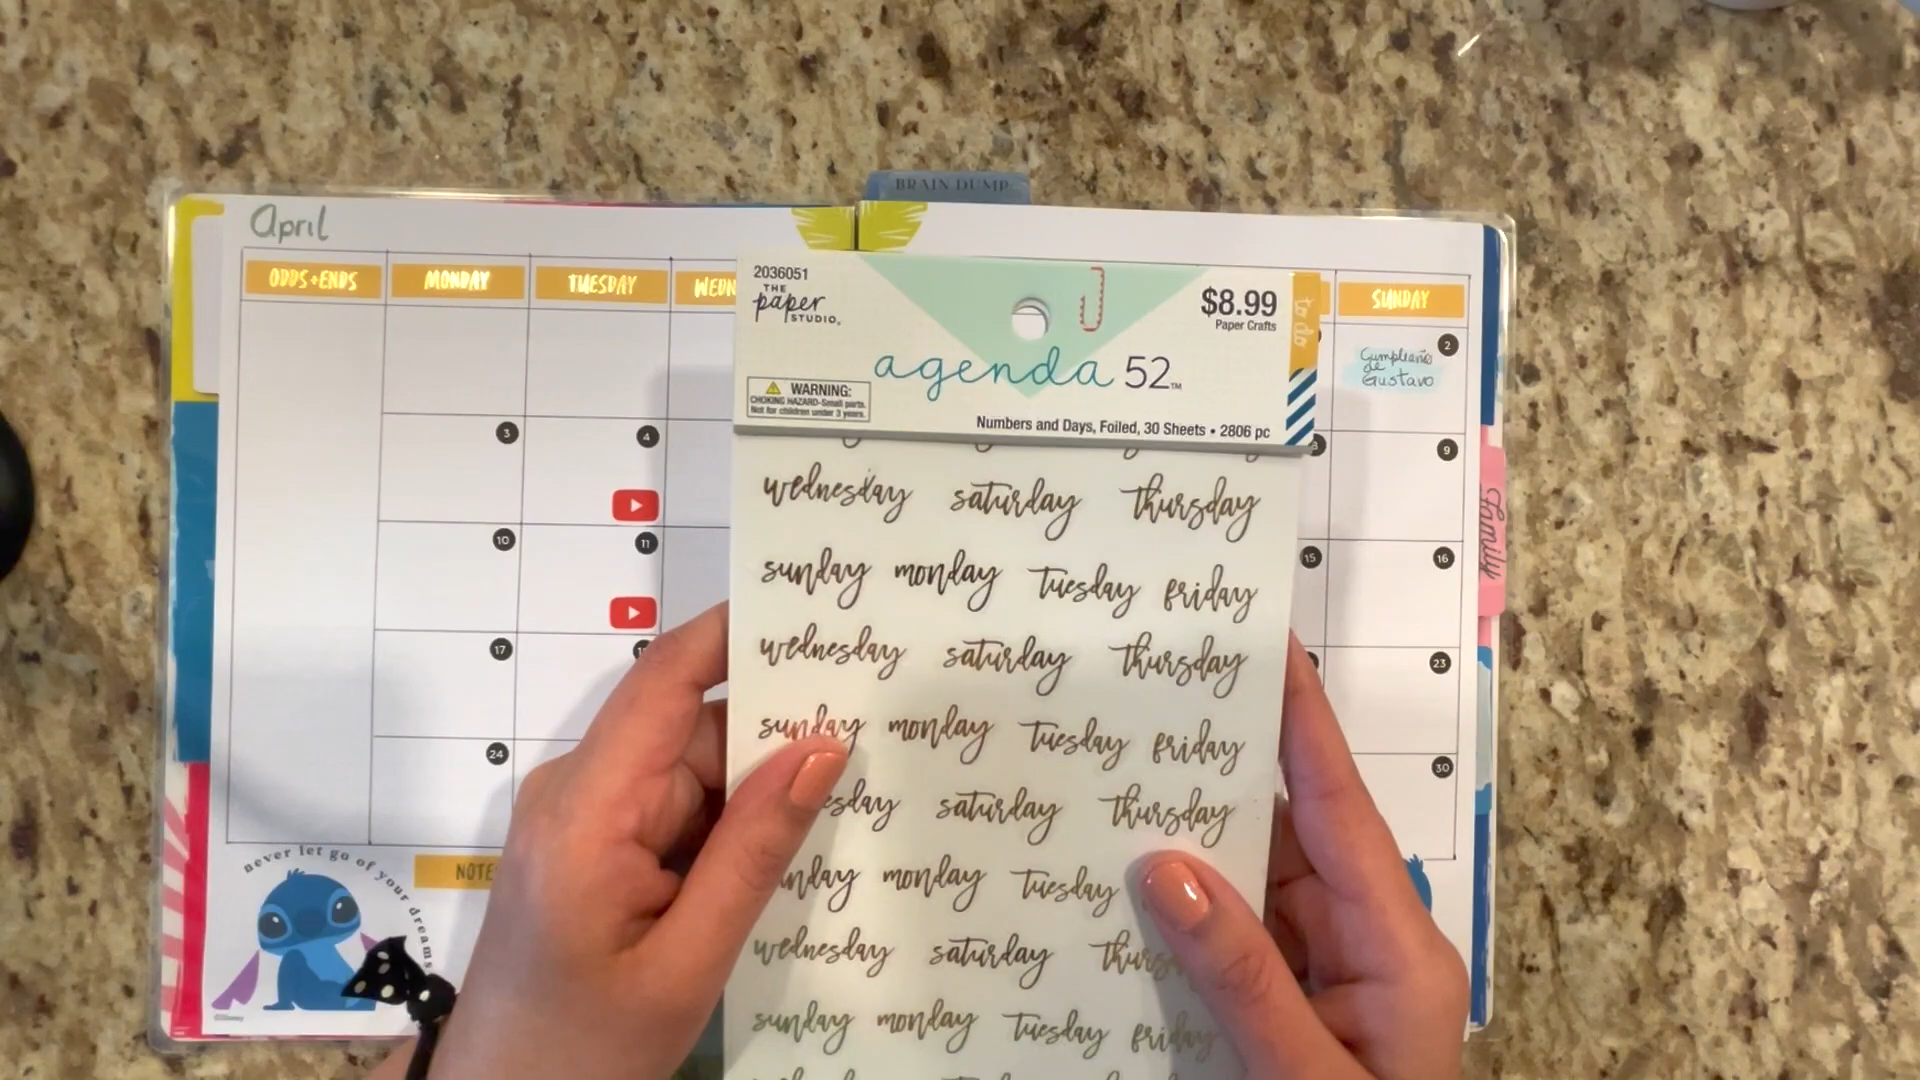 BRAIN DUMP
April
ODDS+ENDS
MONDAY
TUESDAY
SUNDAY
2
Cumpleaños
de
Gustavo
3
4
9
10
11
15
16
17
23
24
30
Family
never let go of your dreams
©Disney
2036051
THE
paper
STUDIO
$8.99
Paper Crafts
to do
agenda 52™
WARNING:
CHOKING HAZARD-Small parts.
Not for children under 3 years.
Numbers and Days, Foiled, 30 Sheets • 2806 pc
wednesday saturday thursday
sunday monday tuesday friday
wednesday saturday thursday
sunday monday tuesday friday
saturday thursday
monday tuesday
wednesday saturday
sunday monday tuesday friday